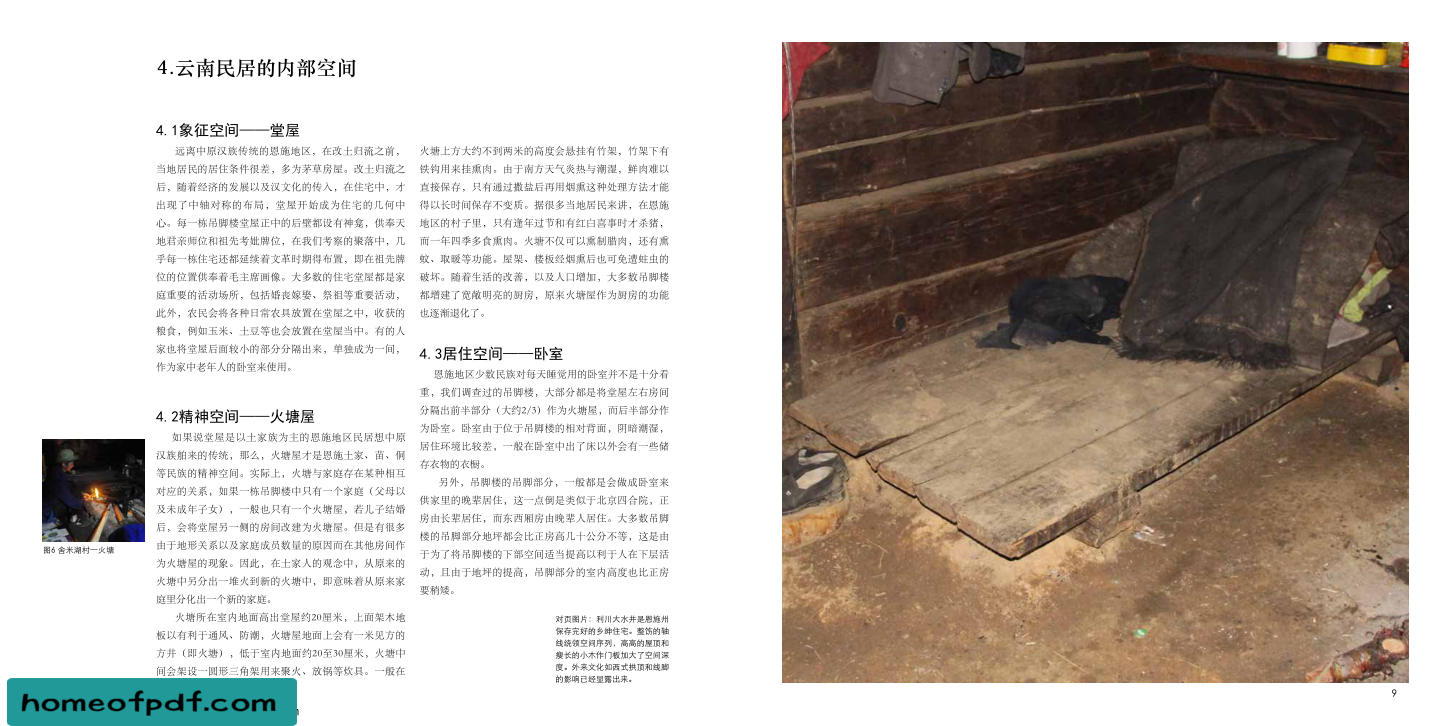 4.云南民居的内部空间
4.1象征空间——堂屋
远离中原汉族传统的恩施地区，在改土归流之前，
当地居民的居住条件很差，多为茅草房屋。改土归流之
后，随着经济的发展以及汉文化的传入，在住宅中，才
出现了中轴对称的布局，堂屋开始成为住宅的几何中
心。每一栋吊脚楼堂屋正中的后壁都设有神龛，供奉天
地君亲师位和祖先考妣牌位，在我们考察的聚落中，几
乎每一栋住宅还都延续着文革时期得布置，即在祖先牌
位的位置供奉着毛主席画像。大多数的住宅堂屋都是家
庭重要的活动场所，包括婚丧嫁娶、祭祖等重要活动，
此外，农民会将各种日常农具放置在堂屋之中，收获的
粮食，例如玉米、土豆等也会放置在堂屋当中。有的人
家也将堂屋后面较小的部分分隔出来，单独成为一间，
作为家中老年人的卧室来使用。
4.2精神空间——火塘屋
如果说堂屋是以土家族为主的恩施地区民居想中原
汉族舶来的传统，那么，火塘屋才是恩施土家、苗、侗
等民族的精神空间。实际上，火塘与家庭存在某种相互
对应的关系，如果一栋吊脚楼中只有一个家庭（父母以
及未成年子女），一般也只有一个火塘屋，若儿子结婚
后，会将堂屋另一侧的房间改建为火塘屋。但是有很多
由于地形关系以及家庭成员数量的原因而在其他房间作
为火塘屋的现象。因此，在土家人的观念中，从原来的
火塘中另分出一堆火到新的火塘中，即意味着从原来家
庭里分化出一个新的家庭。
火塘所在室内地面高出堂屋约20厘米，上面架木地
板以有利于通风、防潮，火塘屋地面上会有一米见方的
方井（即火塘），低于室内地面约20至30厘米，火塘中
间会架设一圆形三角架用来聚火、放锅等炊具。一般在
火塘上方大约不到两米的高度会悬挂有竹架，竹架下有
铁钩用来挂熏肉。由于南方天气炎热与潮湿，鲜肉难以
直接保存，只有通过撒盐后再用烟熏这种处理方法才能
得以长时间保存不变质。据很多当地居民来讲，在恩施
地区的村子里，只有逢年过节和有红白喜事时才杀猪，
而一年四季多食熏肉。火塘不仅可以熏制腊肉，还有熏
蚊、取暖等功能。屋架、楼板经烟熏后也可免遭蛀虫的
破坏。随着生活的改善，以及人口增加，大多数吊脚楼
都增建了宽敞明亮的厨房，原来火塘屋作为厨房的功能
也逐渐退化了。
4.3居住空间——卧室
恩施地区少数民族对每天睡觉用的卧室并不是十分看
重，我们调查过的吊脚楼，大部分都是将堂屋左右房间
分隔出前半部分（大约2/3）作为火塘屋，而后半部分作
为卧室。卧室由于位于吊脚楼的相对背面，阴暗潮湿，
居住环境比较差，一般在卧室中出了床以外会有一些储
存衣物的衣橱。
另外，吊脚楼的吊脚部分，一般都是会做成卧室来
供家里的晚辈居住，这一点倒是类似于北京四合院，正
房由长辈居住，而东西厢房由晚辈人居住。大多数吊脚
楼的吊脚部分地坪都会比正房高几十公分不等，这是由
于为了将吊脚楼的下部空间适当提高以利于人在下层活
动，且由于地坪的提高，吊脚部分的室内高度也比正房
要稍矮。
图6 舍米湖村—火塘
对页图片：利川大水井是恩施州
保存完好的乡绅住宅。整饬的轴
线统领空间序列，高高的屋顶和
瘦长的小木作门板加大了空间深
度。外来文化如西式拱顶和线脚
的影响已经显露出来。
homeofpdf.com
9